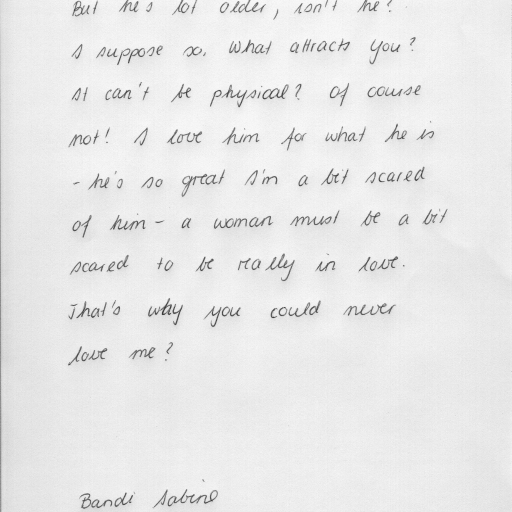 But he's lot older, isn't he?
I suppose so. What attracts you?
It can't be physical? Of course
not! I love him for what he is
- he's so great I'm a bit scared
of him - a woman must be a bit
scared to be really in love.
That's why you could never
love me?
Bandi Sabine